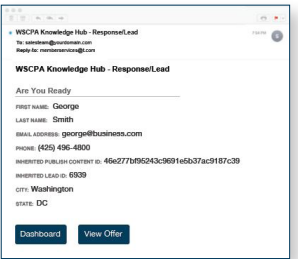 WSCPA Knowledge Hub - Response/Lead
To: salesteam@yourdomain.com
Reply-to: memberservices@t.com
S
WSCPA Knowledge Hub - Response/Lead
Are You Ready
FIRST NAME: George
LAST NAME: Smith
EMAIL ADDRESS: george@business.com
PHONE: (425) 496-4800
INHERITED PUBLISH CONTENT ID: 46e277bf95243c9691e5b37ac9187c39
INHERITED LEAD ID: 6939
CITY: Washington
STATE: DC
Dashboard View Offer